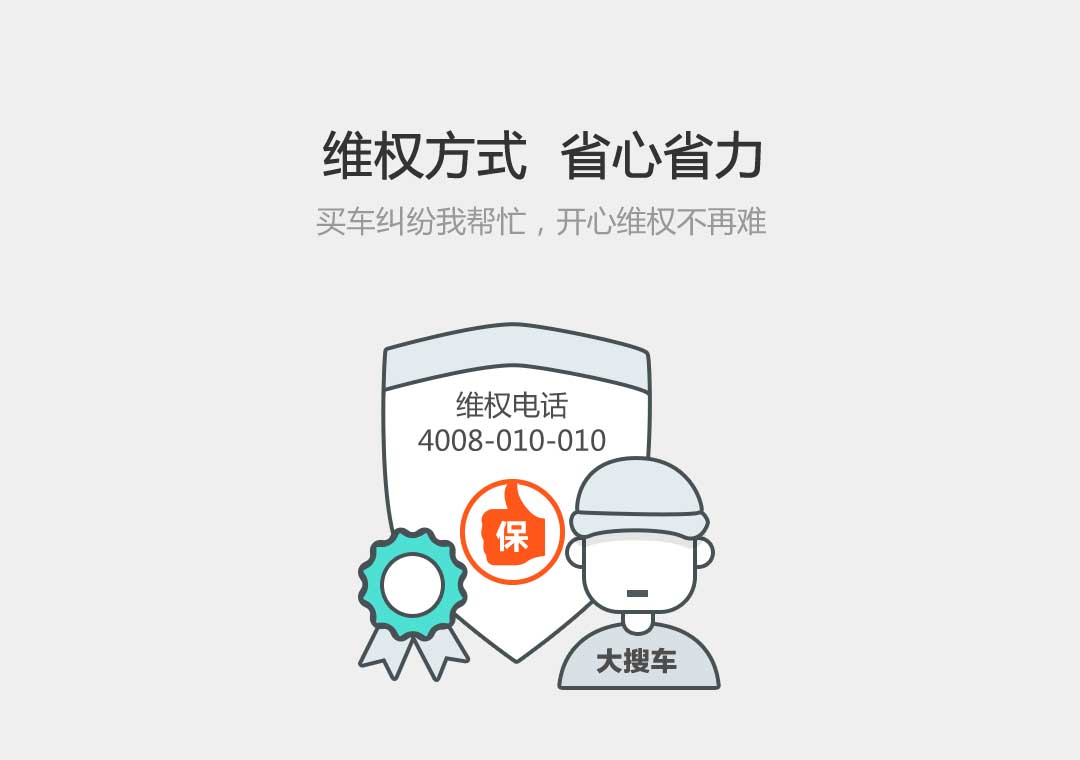 维权方式 省心省力
买车纠纷我帮忙，开心维权不再难
维权电话
4008-010-010
保
大搜车